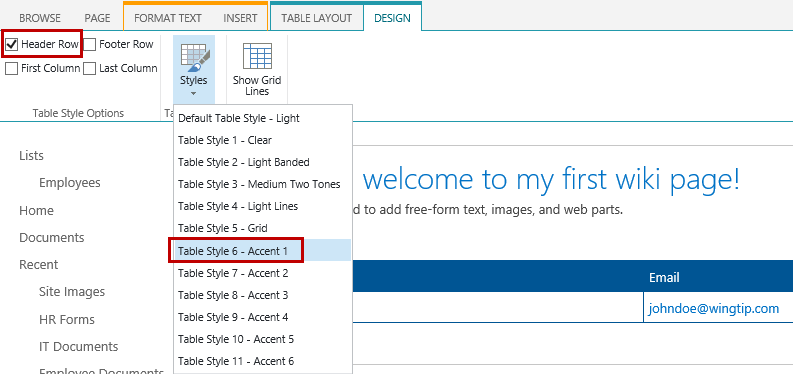 BROWSE PAGE FORMAT TEXT INSERT TABLE LAYOUT DESIGN
Header Row Footer Row
First Column Last Column
Table Style Options
Styles
Show Grid
Lines
Default Table Style - Light
Table Style 1 - Clear
Table Style 2 - Light Banded
Table Style 3 - Medium Two Tones
Table Style 4 - Light Lines
Table Style 5 - Grid
Table Style 6 - Accent 1
Table Style 7 - Accent 2
Table Style 8 - Accent 3
Table Style 9 - Accent 4
Table Style 10 - Accent 5
Table Style 11 - Accent 6
Lists
Employees
Home
Documents
Recent
Site Images
HR Forms
IT Documents
Employee Documents
welcome to my first wiki page!
d to add free-form text, images, and web parts.
Email
johndoe@wingtip.com